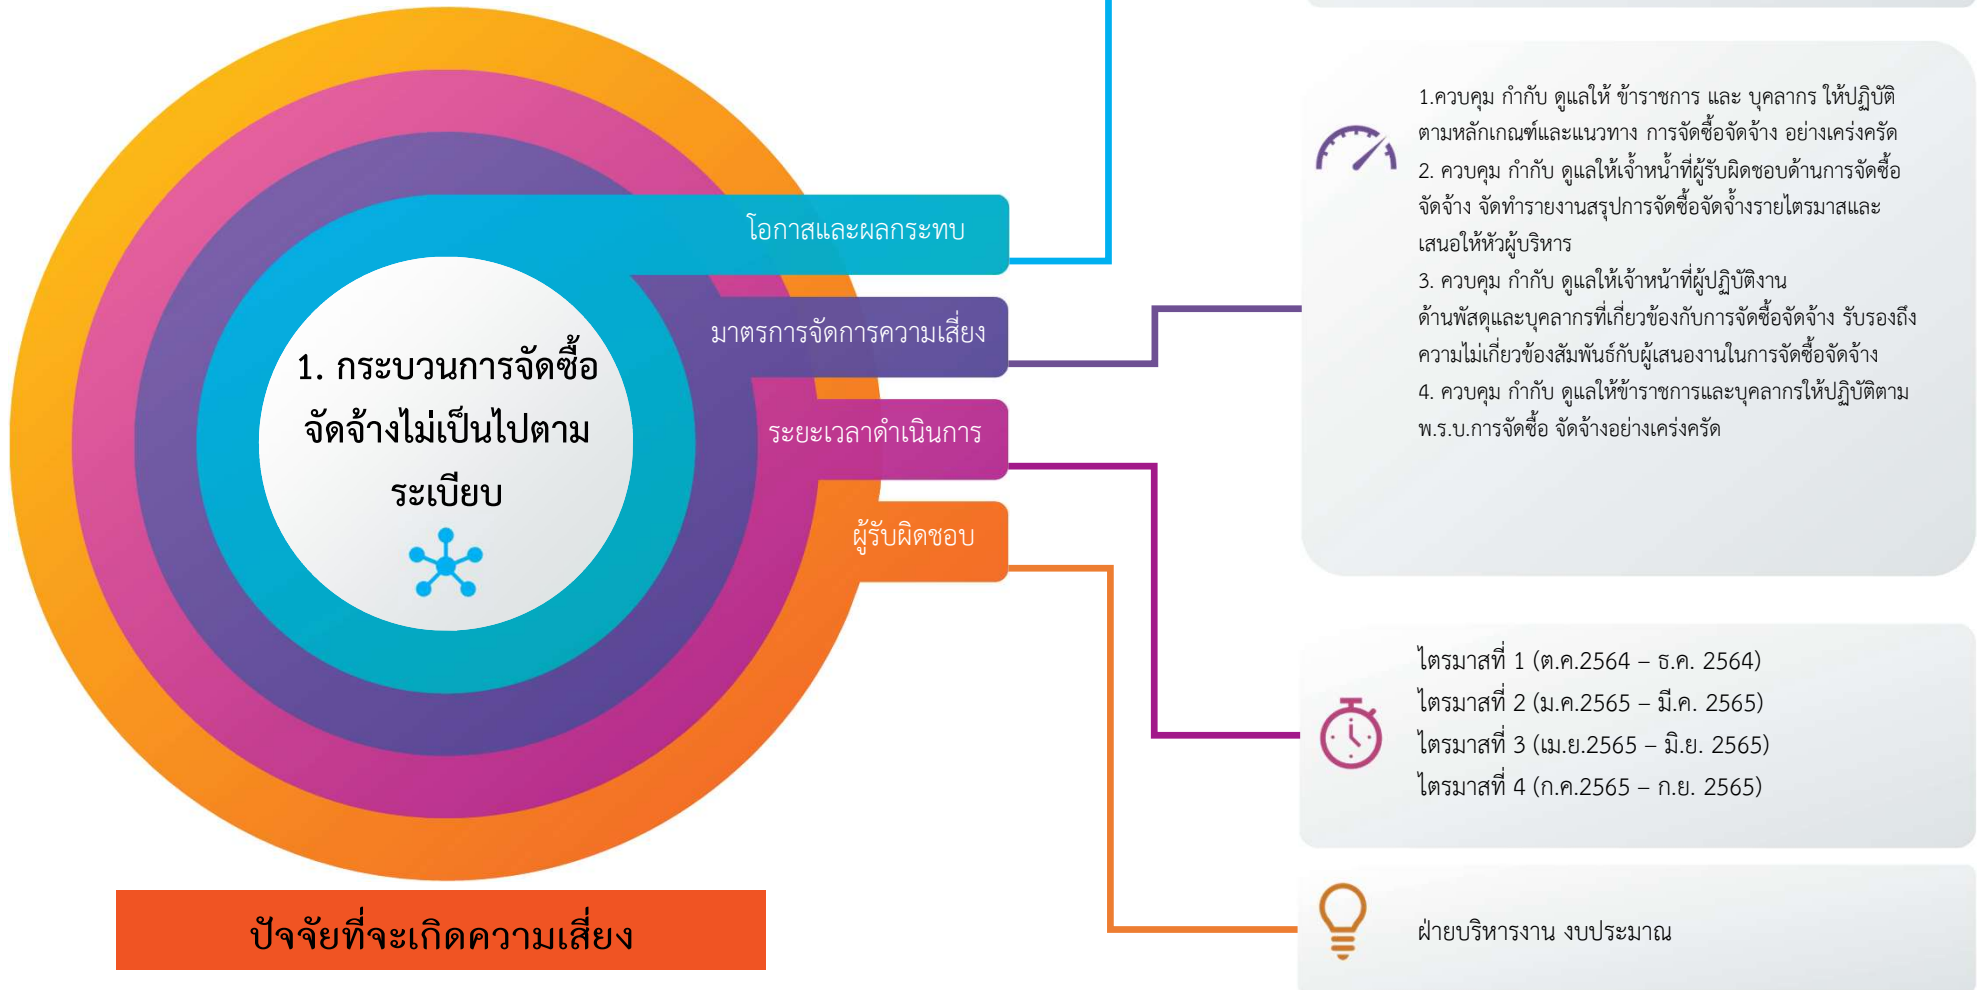 โอกาสและผลกระทบ
มาตรการจัดการความเสี่ยง
ระยะเวลาดำเนินการ
ผู้รับผิดชอบ
1. กระบวนการจัดซื้อ
จัดจ้างไม่เป็นไปตาม
ระเบียบ
ปัจจัยที่จะเกิดความเสี่ยง
1.ควบคุม กำกับ ดูแลให้ ข้าราชการ และ บุคลากร ให้ปฏิบัติ
ตามหลักเกณฑ์และแนวทาง การจัดซื้อจัดจ้าง อย่างเคร่งครัด
2. ควบคุม กำกับ ดูแลให้เจ้ำหน้ำที่ผู้รับผิดชอบด้านการจัดซื้อ
จัดจ้าง จัดทำรายงานสรุปการจัดซื้อจัดจ้ำงรายไตรมาสและ
เสนอให้หัวผู้บริหาร
3. ควบคุม กำกับ ดูแลให้เจ้าหน้าที่ผู้ปฏิบัติงาน
ด้านพัสดุและบุคลากรที่เกี่ยวข้องกับการจัดซื้อจัดจ้าง รับรองถึง
ความไม่เกี่ยวข้องสัมพันธ์กับผู้เสนองานในการจัดซื้อจัดจ้าง
4. ควบคุม กำกับ ดูแลให้ข้าราชการและบุคลากรให้ปฏิบัติตาม
พ.ร.บ.การจัดซื้อ จัดจ้างอย่างเคร่งครัด
ไตรมาสที่ 1 (ต.ค.2564 – ธ.ค. 2564)
ไตรมาสที่ 2 (ม.ค.2565 – มี.ค. 2565)
ไตรมาสที่ 3 (เม.ย.2565 – มิ.ย. 2565)
ไตรมาสที่ 4 (ก.ค.2565 – ก.ย. 2565)
ฝ่ายบริหารงาน งบประมาณ